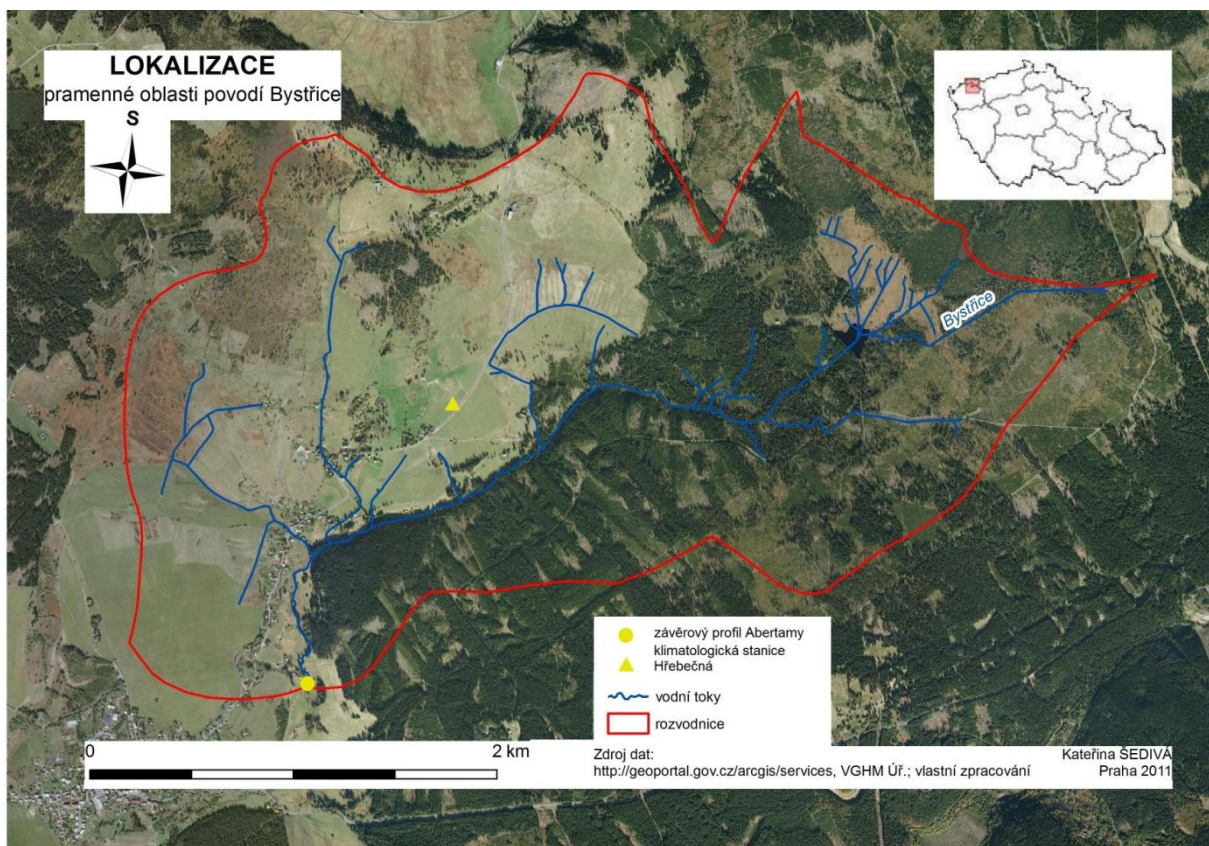 LOKALIZACE
pramenné oblasti povodí Bystřice
S
Bystřice
závěrový profil Abertamy
klimatologická stanice
Hřebečná
vodní toky
rozvodnice
0 2 km
Zdroj dat:
http://geoportal.gov.cz/arcgis/services, VGHM Úř.; vlastní zpracování
Kateřina ŠEDIVÁ
Praha 2011